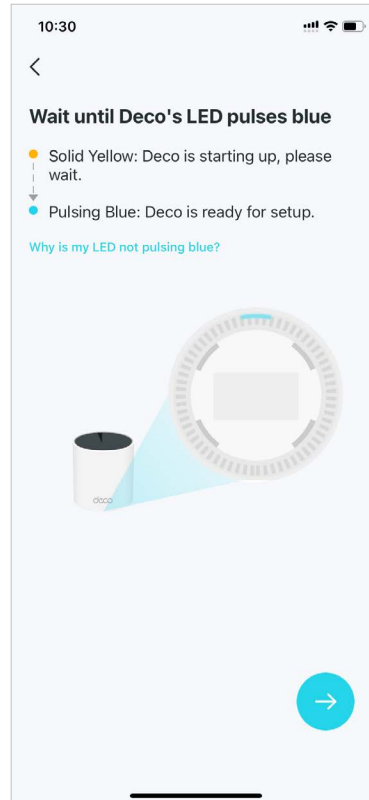 10:30
Wait until Deco's LED pulses blue
Solid Yellow: Deco is starting up, please
wait.
Pulsing Blue: Deco is ready for setup.
Why is my LED not pulsing blue?
deco